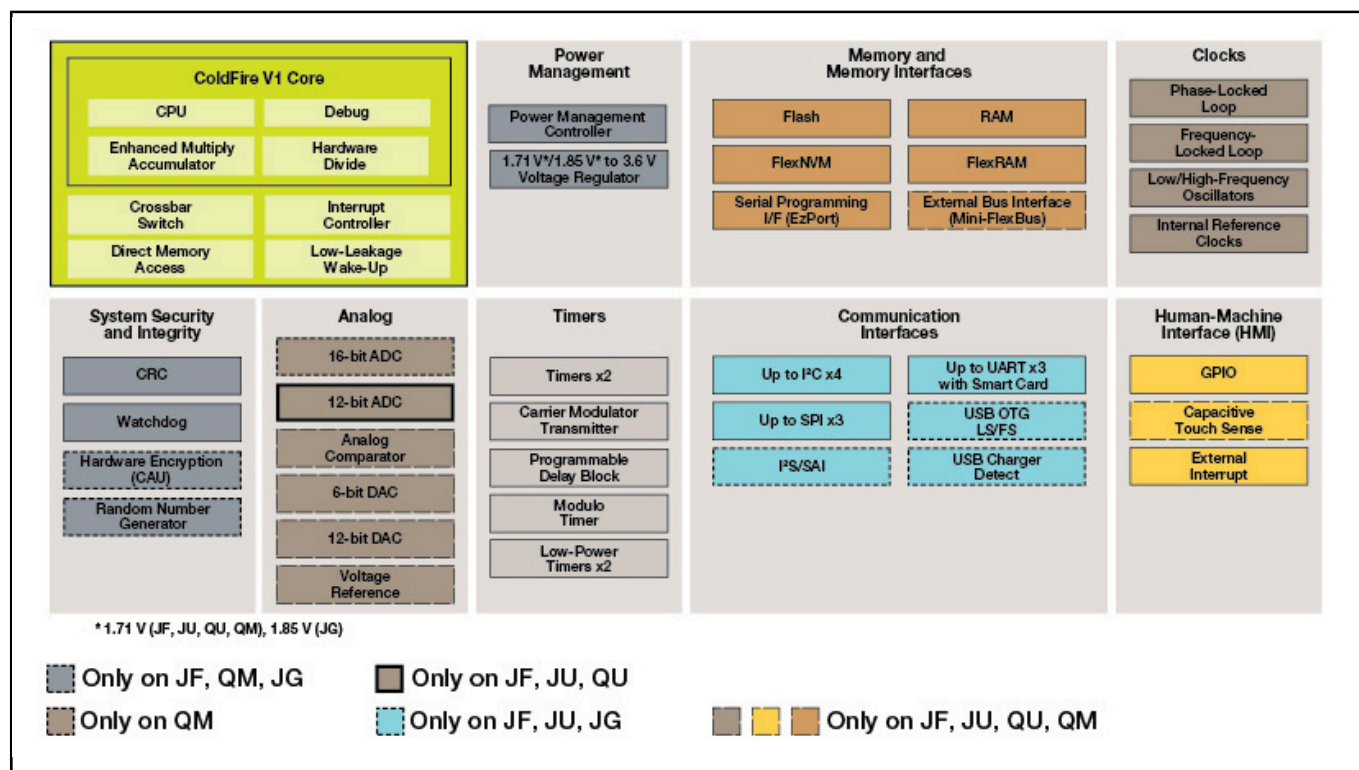 ColdFire V1 Core
CPU
Debug
Enhanced Multiply
Accumulator
Hardware
Divide
Crossbar
Switch
Interrupt
Controller
Direct Memory
Access
Low-Leakage
Wake-Up
Power
Management
Power Management
Controller
1.71 V*/1.85 V* to 3.6 V
Voltage Regulator
Memory and
Memory Interfaces
Flash
RAM
FlexNVM
FlexRAM
Serial Programming
I/F (EzPort)
External Bus Interface
(Mini-FlexBus)
Clocks
Phase-Locked
Loop
Frequency-
Locked Loop
Low/High-Frequency
Oscillators
Internal Reference
Clocks
System Security
and Integrity
CRC
Watchdog
Hardware Encryption
(CAU)
Random Number
Generator
Analog
16-bit ADC
12-bit ADC
Analog
Comparator
6-bit DAC
12-bit DAC
Voltage
Reference
Timers
Timers x2
Carrier Modulator
Transmitter
Programmable
Delay Block
Modulo
Timer
Low-Power
Timers x2
Communication
Interfaces
Up to I²C x4
Up to UART x3
with Smart Card
Up to SPI x3
USB OTG
LS/FS
I²S/SAI
USB Charger
Detect
Human-Machine
Interface (HMI)
GPIO
Capacitive
Touch Sense
External
Interrupt
* 1.71 V (JF, JU, QU, QM), 1.85 V (JG)
Only on JF, QM, JG
Only on JF, JU, QU
Only on QM
Only on JF, JU, JG
Only on JF, JU, QU, QM